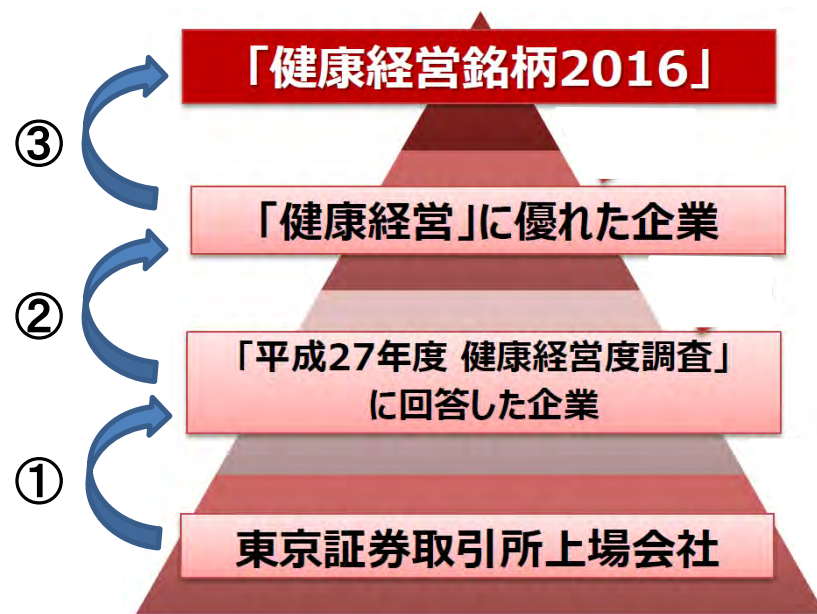 「健康経営銘柄2016」
③
「健康経営」に優れた企業
②
「平成27年度 健康経営度調査」
に回答した企業
①
東京証券取引所上場会社